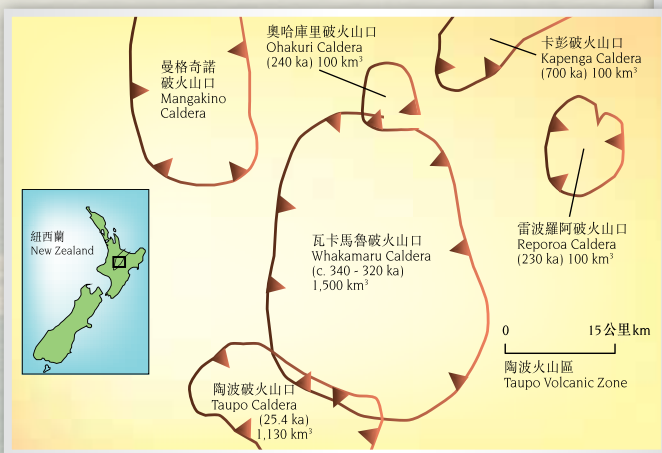 奧哈庫里破火山口
Ohakuri Caldera
(240 ka) 100 km³
卡彭破火山口
Kapenga Caldera
(700 ka) 100 km³
曼格奇諾
破火山口
Mangakino
Caldera
紐西蘭
New Zealand
瓦卡馬魯破火山口
Whakamaru Caldera
(c. 340 - 320 ka)
1,500 km³
雷波羅阿破火山口
Reporoa Caldera
(230 ka) 100 km³
0 15公里km
陶波火山區
Taupo Volcanic Zone
陶波破火山口
Taupo Caldera
(25.4 ka)
1,130 km³